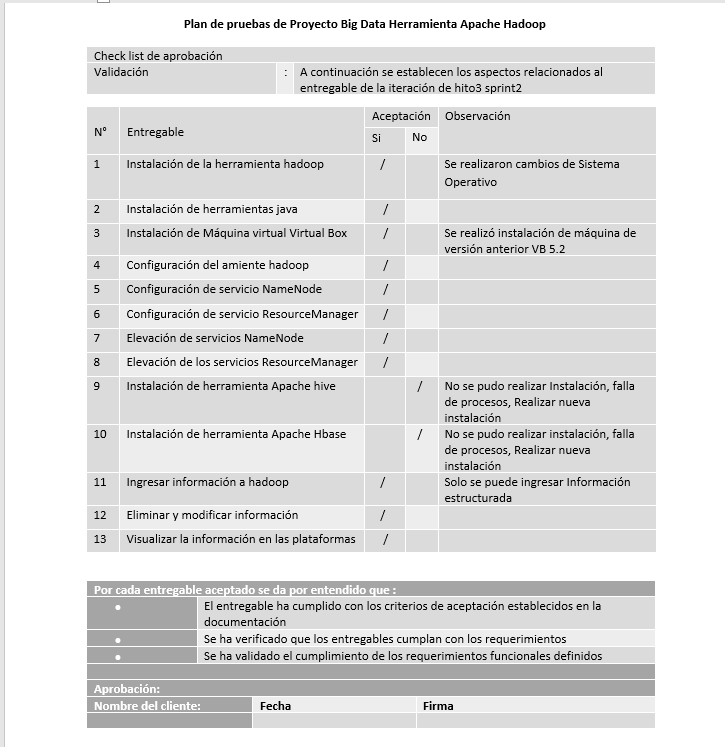 Plan de pruebas de Proyecto Big Data Herramienta Apache Hadoop
Check list de aprobación
Validación : A continuación se establecen los aspectos relacionados al
entregable de la iteración de hito3 sprint2
N° Entregable Aceptación Observación
Si No
1 Instalación de la herramienta hadoop / Se realizaron cambios de Sistema
Operativo
2 Instalación de herramientas java /
3 Instalación de Máquina virtual Virtual Box / Se realizó instalación de máquina de
versión anterior VB 5.2
4 Configuración del amiente hadoop /
5 Configuración de servicio NameNode /
6 Configuración de servicio ResourceManager /
7 Elevación de servicios NameNode /
8 Elevación de los servicios ResourceManager /
9 Instalación de herramienta Apache hive / No se pudo realizar Instalación, falla
de procesos, Realizar nueva
instalación
10 Instalación de herramienta Apache Hbase / No se pudo realizar instalación, falla
de procesos, Realizar nueva
instalación
11 Ingresar información a hadoop / Solo se puede ingresar Información
estructurada
12 Eliminar y modificar información /
13 Visualizar la información en las plataformas /
Por cada entregable aceptado se da por entendido que :
• El entregable ha cumplido con los criterios de aceptación establecidos en la
documentación
• Se ha verificado que los entregables cumplan con los requerimientos
• Se ha validado el cumplimiento de los requerimientos funcionales definidos
Aprobación:
Nombre del cliente: Fecha Firma